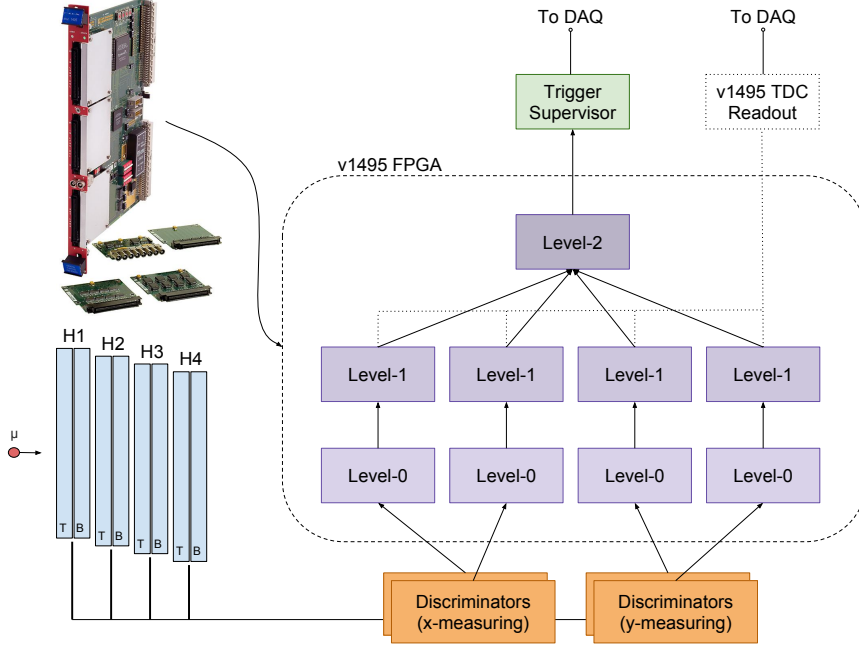 To DAQ
To DAQ
Trigger
Supervisor
v1495 TDC
Readout
v1495 FPGA
Level-2
H1
H2
H3
H4
Level-1
Level-1
Level-1
Level-1
μ
Level-0
Level-0
Level-0
Level-0
T
B
T
B
T
B
T
B
Discriminators
(x-measuring)
Discriminators
(y-measuring)